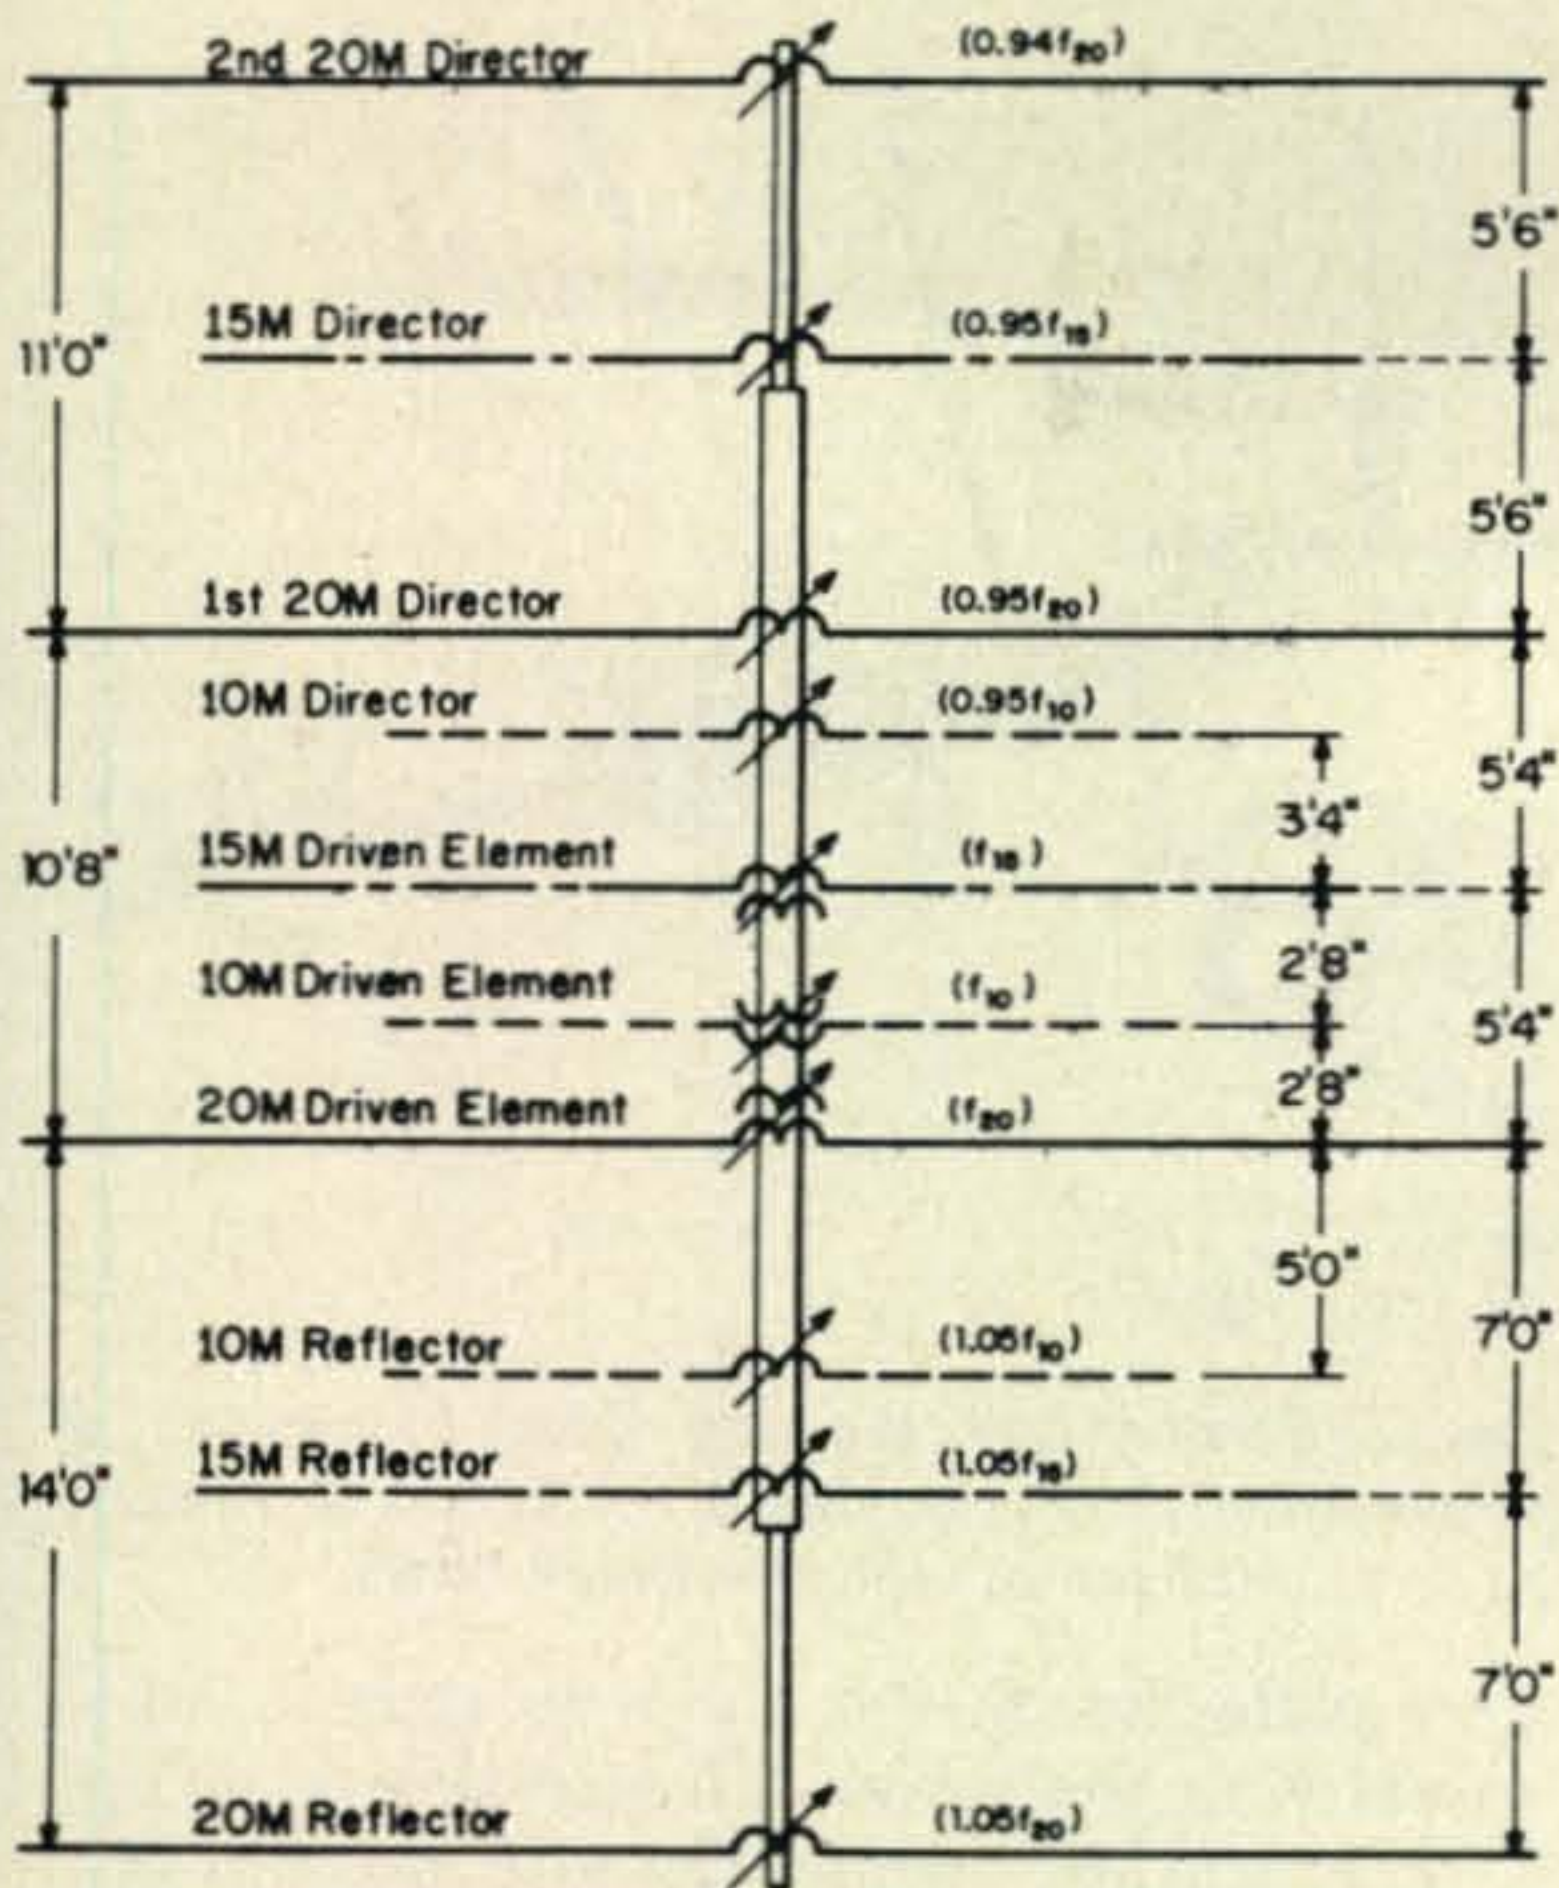 2nd 20M Director (0.94f20)
5'6"
15M Director (0.95f15)
11'0"
5'6"
1st 20M Director (0.95f20)
10M Director (0.95f10)
5'4"
3'4"
15M Driven Element (f15)
10'8"
2'8"
10M Driven Element (f10)
5'4"
2'8"
20M Driven Element (f20)
5'0"
7'0"
10M Reflector (1.05f10)
15M Reflector (1.05f15)
14'0"
7'0"
20M Reflector (1.05f20)